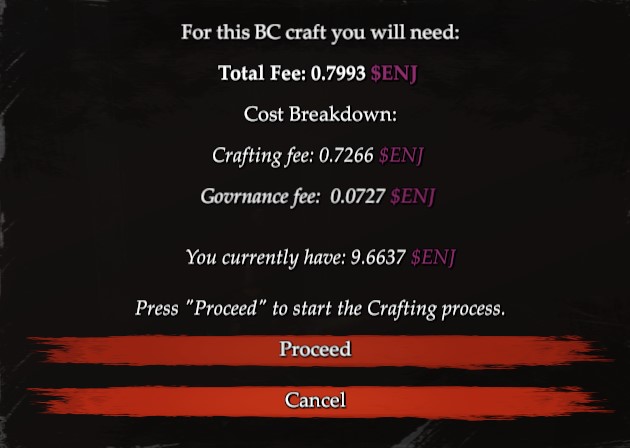 For this BC craft you will need:
Total Fee: 0.7993 $ENJ
Cost Breakdown:
Crafting fee: 0.7266 $ENJ
Govrnance fee: 0.0727 $ENJ
You currently have: 9.6637 $ENJ
Press "Proceed" to start the Crafting process.
Proceed
Cancel